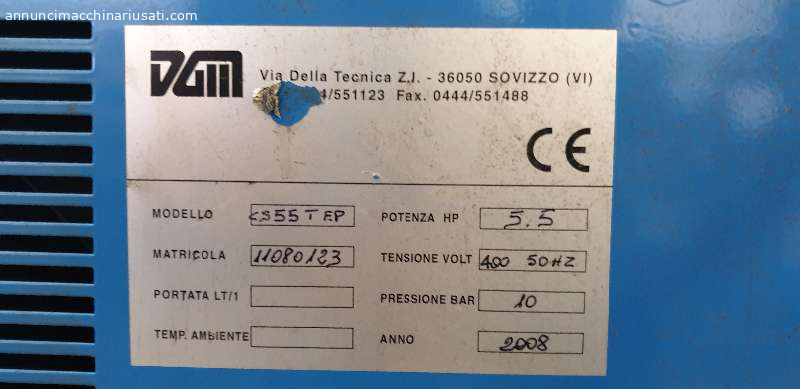 annuncimacchinariusati.com
DGM
Via Della Tecnica Z.I. - 36050 SOVIZZO (VI)
4/551123 Fax. 0444/551488
CE
MODELLO CS55TEP POTENZA HP 5.5
MATRICOLA 11080123 TENSIONE VOLT 400 50HZ
PORTATA LT/1 PRESSIONE BAR 10
TEMP. AMBIENTE ANNO 2008